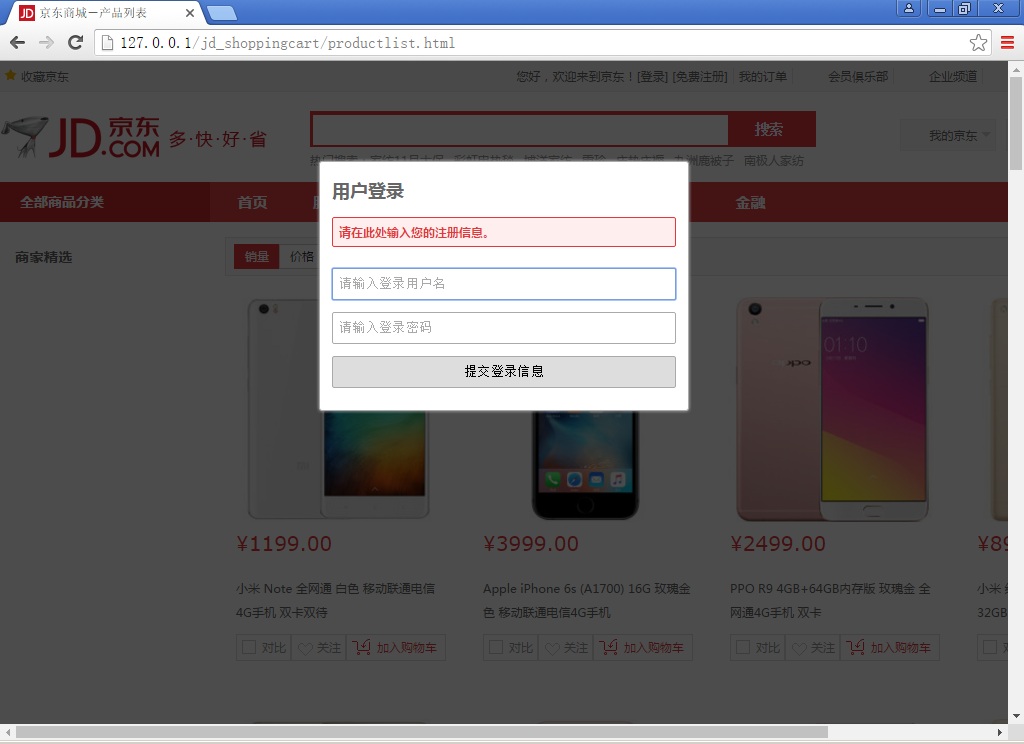 京东商城-产品列表
127.0.0.1/jd_shoppingcart/productlist.html
收藏京东
您好，欢迎来到京东！[登录] [免费注册] 我的订单 会员俱乐部 企业频道
JD.COM 京东 多·快·好·省
搜索
我的京东
南极人家纺
全部商品分类 首页 金融
商家精选
销量 价格
用户登录
请在此处输入您的注册信息。
请输入登录用户名
请输入登录密码
提交登录信息
01:10
oppo
¥1199.00 ¥3999.00 ¥2499.00
小米 Note 全网通 白色 移动联通电信
4G手机 双卡双待
Apple iPhone 6s (A1700) 16G 玫瑰金
色 移动联通电信4G手机
PPO R9 4GB+64GB内存版 玫瑰金 全
网通4G手机 双卡
小米
32GB
对比 关注 加入购物车 对比 关注 加入购物车 对比 关注 加入购物车